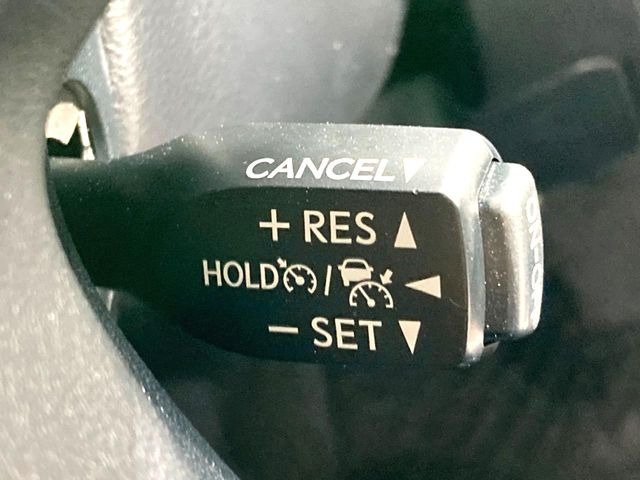 CANCEL▼
+ RES ▲
HOLD / ◀
− SET ▼